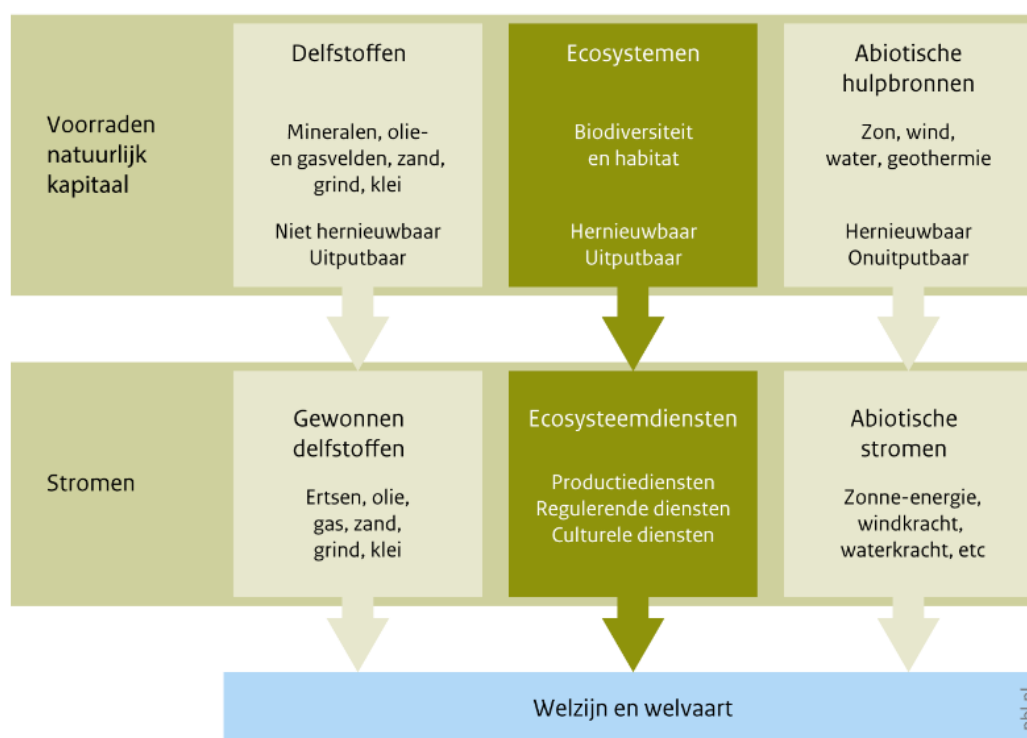 Voorraden
natuurlijk
kapitaal
Delfstoffen
Mineralen, olie-
en gasvelden, zand,
grind, klei
Niet hernieuwbaar
Uitputbaar
Ecosystemen
Biodiversiteit
en habitat
Hernieuwbaar
Uitputbaar
Abiotische
hulpbronnen
Zon, wind,
water, geothermie
Hernieuwbaar
Onuitputbaar
Stromen
Gewonnen
delfstoffen
Ertsen, olie,
gas, zand,
grind, klei
Ecosysteemdiensten
Productiediensten
Regulerende diensten
Culturele diensten
Abiotische
stromen
Zonne-energie,
windkracht,
waterkracht, etc
Welzijn en welvaart